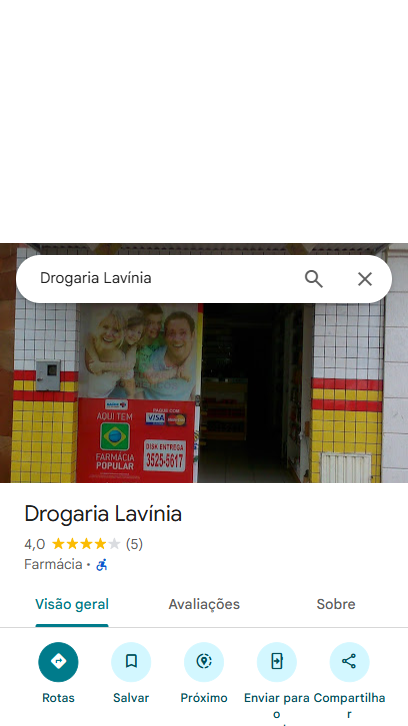 Drogaria Lavínia
AQUI TEM
FARMÁCIA
POPULAR
PAGUE COM
VISA
DISK ENTREGA
3525-5617
Drogaria Lavínia
4,0 (5)
Farmácia ·
Visão geral Avaliações Sobre
Rotas Salvar Próximo Enviar para o Compartilhar